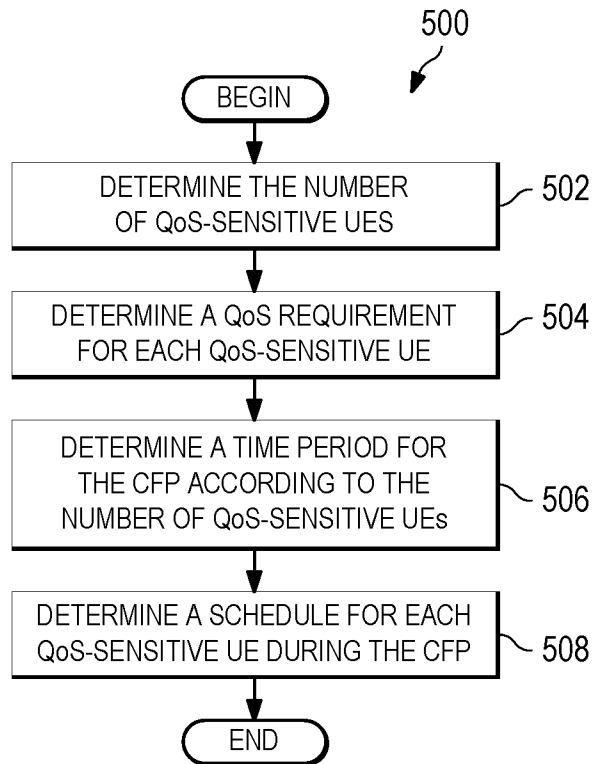 500
BEGIN
DETERMINE THE NUMBER
OF QoS-SENSITIVE UES
502
DETERMINE A QoS REQUIREMENT
FOR EACH QoS-SENSITIVE UE
504
DETERMINE A TIME PERIOD FOR
THE CFP ACCORDING TO THE
NUMBER OF QoS-SENSITIVE UEs
506
DETERMINE A SCHEDULE FOR EACH
QoS-SENSITIVE UE DURING THE CFP
508
END